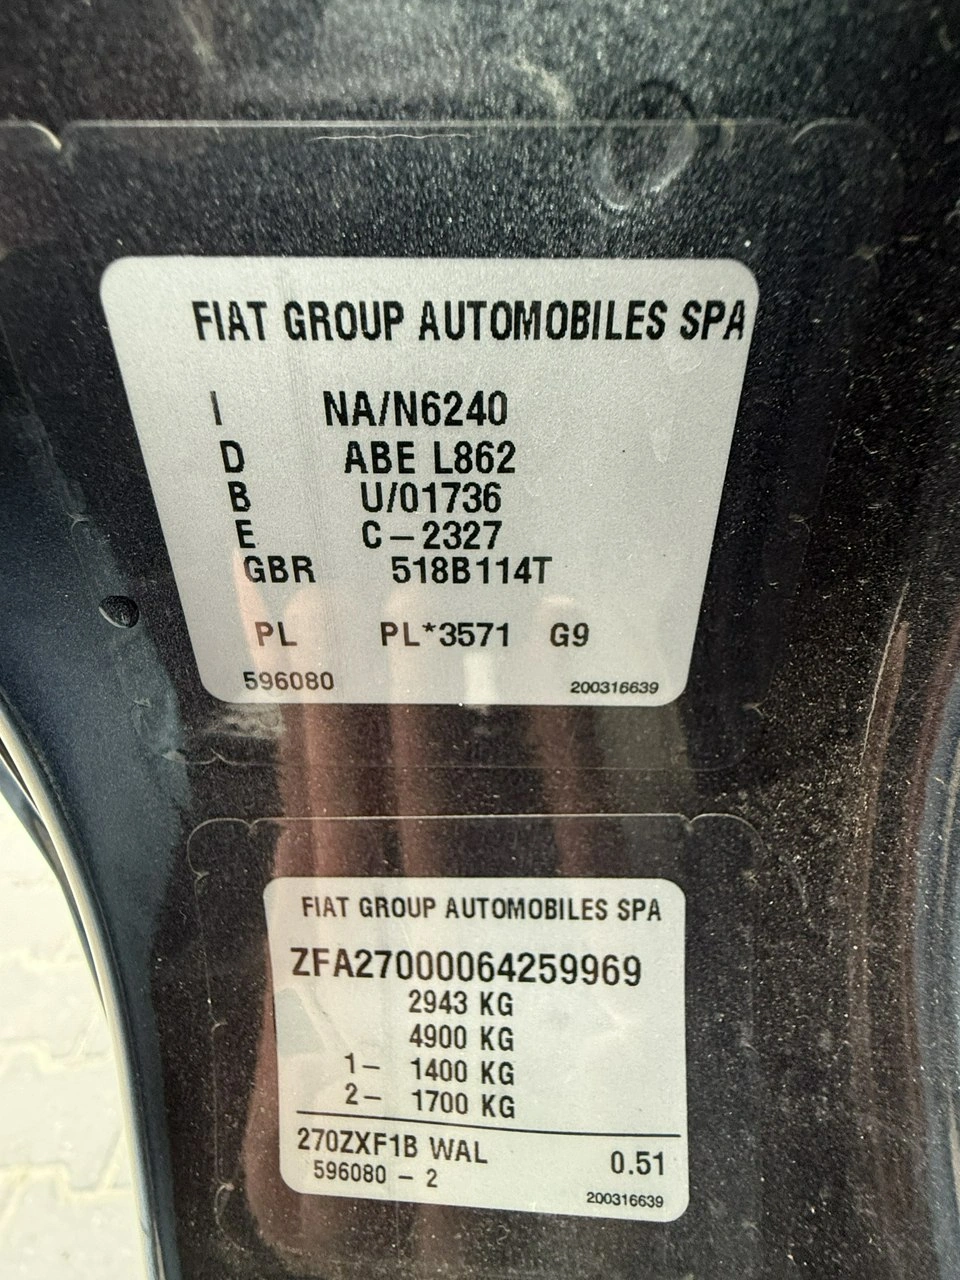 FIAT GROUP AUTOMOBILES SPA
I NA/N6240
D ABE L862
B U/01736
E C-2327
GBR 518B114T
PL PL*3571 G9
596080 200316639
FIAT GROUP AUTOMOBILES SPA
ZFA27000064259969
2943 KG
4900 KG
1- 1400 KG
2- 1700 KG
270ZXF1B WAL 0.51
596080 - 2
200316639